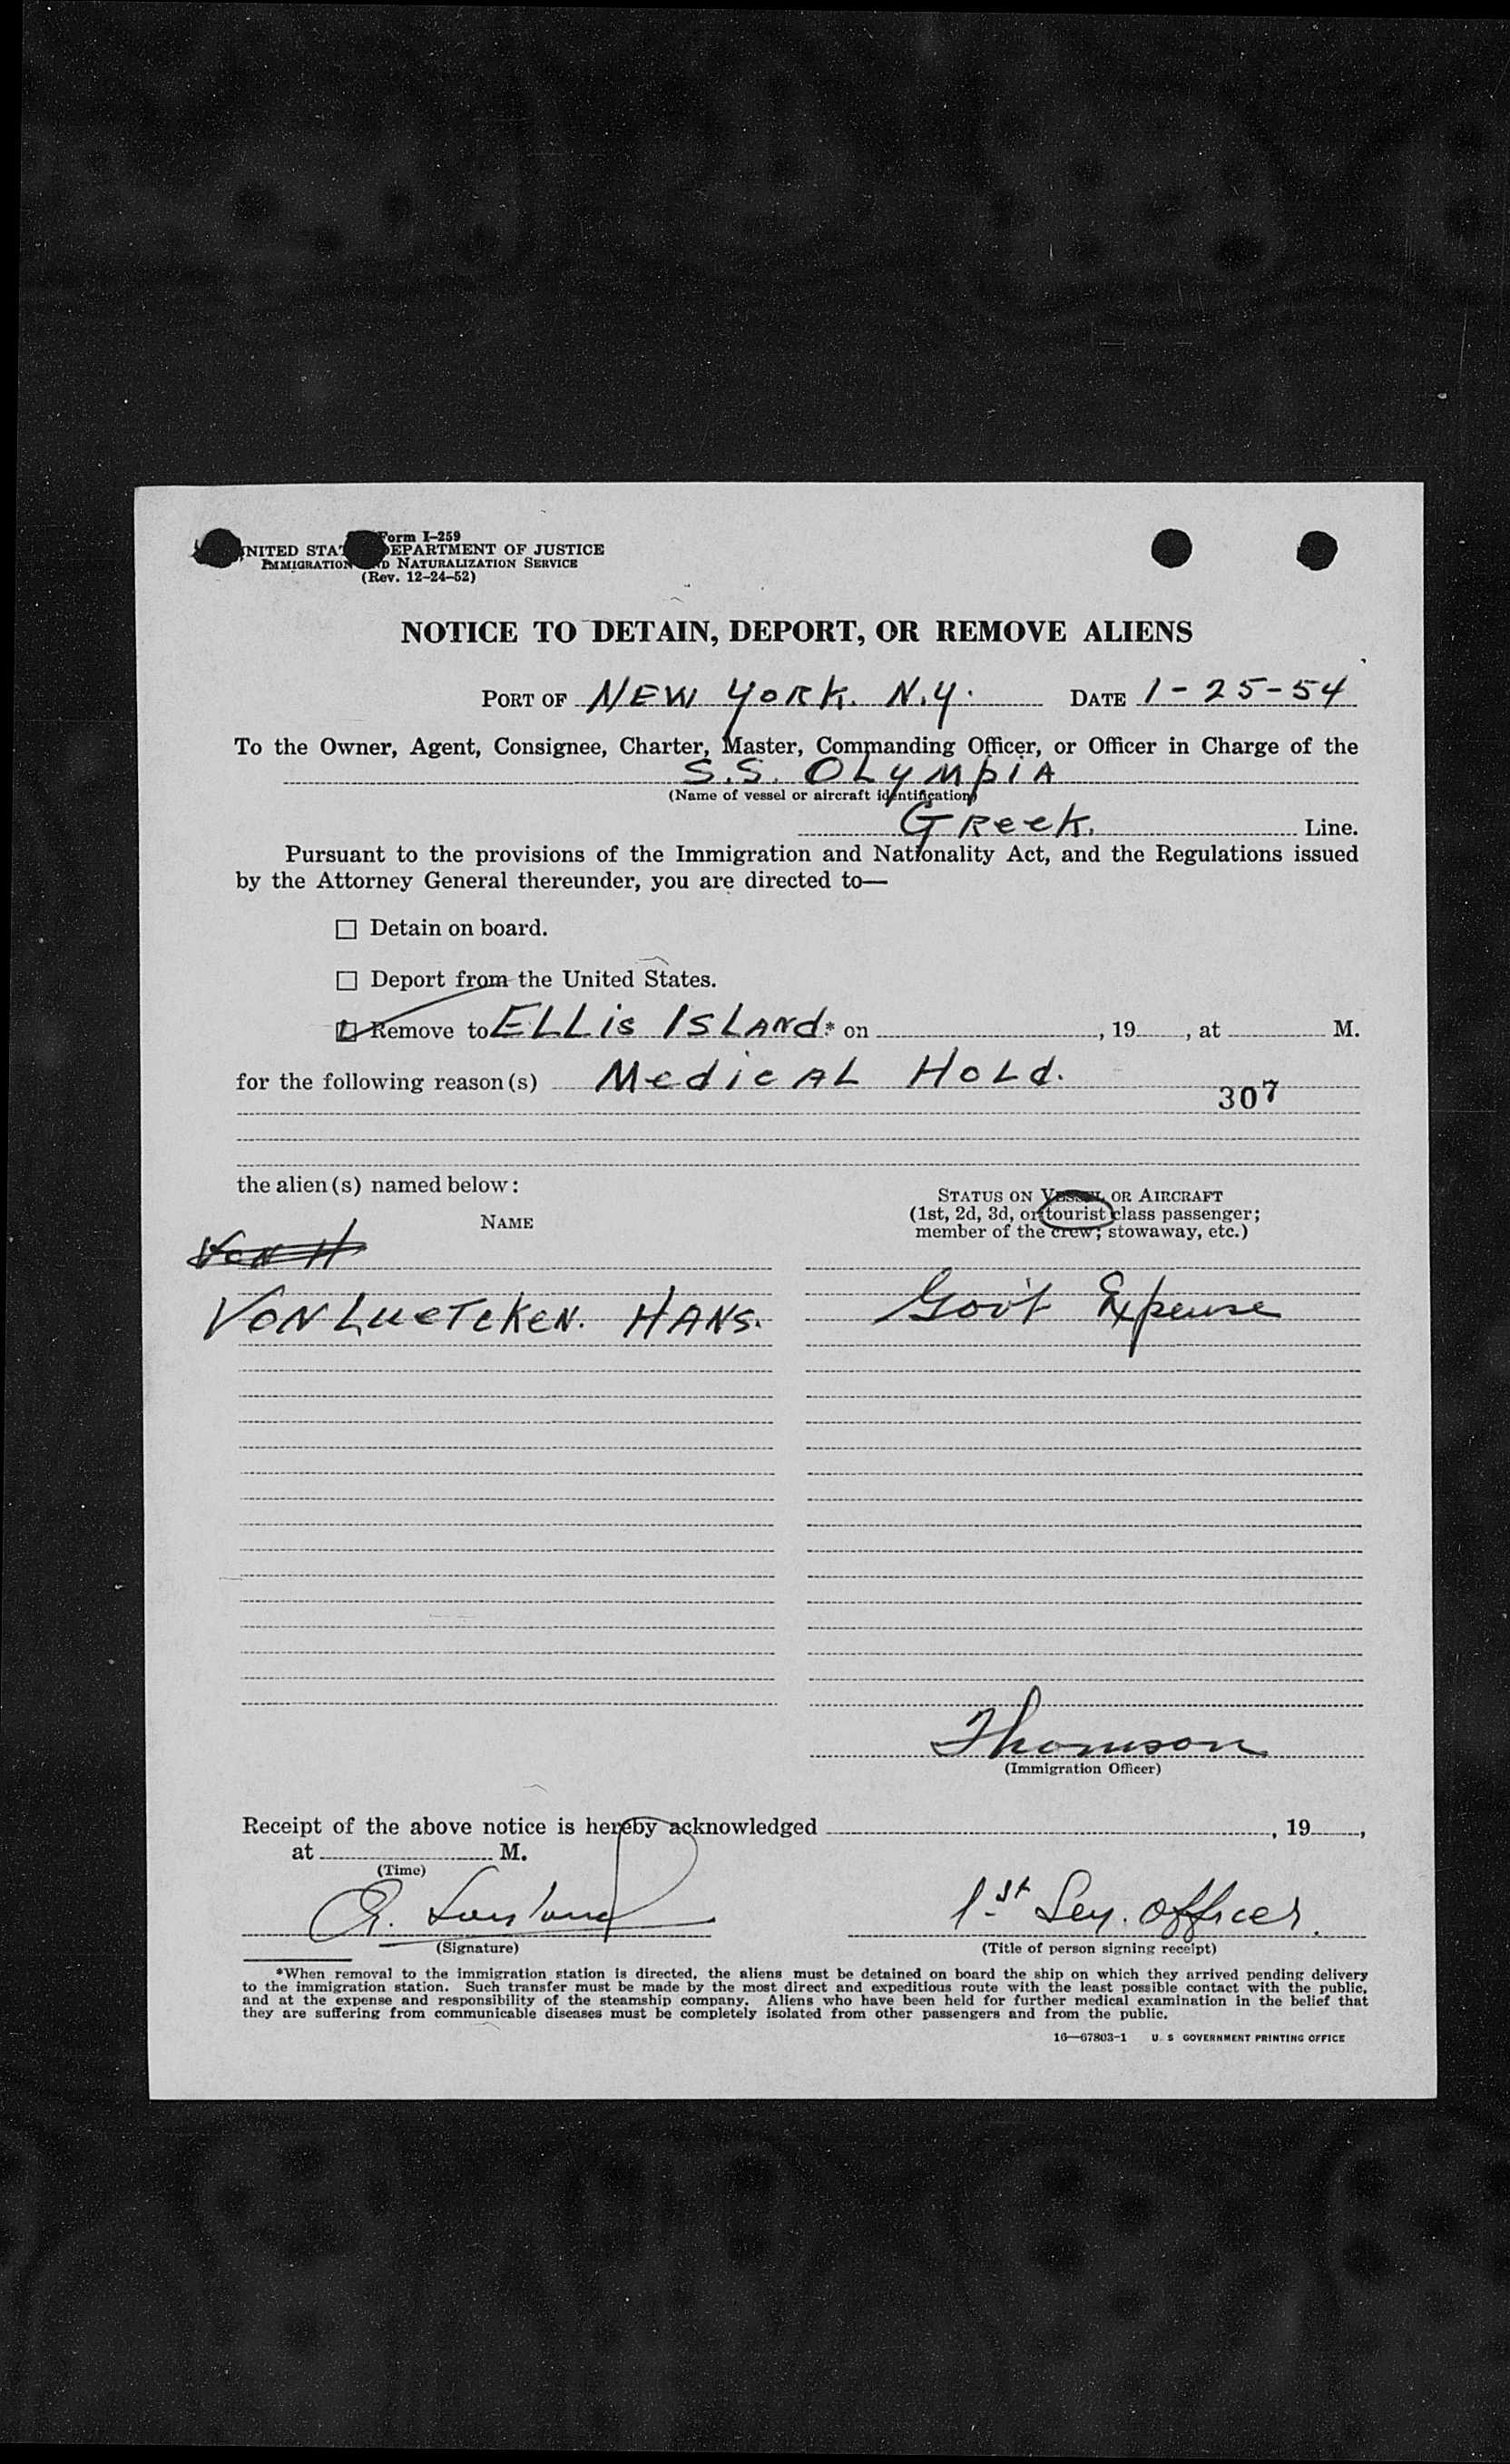 Form I-259
UNITED STATES DEPARTMENT OF JUSTICE
IMMIGRATION AND NATURALIZATION SERVICE
(Rev. 12-24-52)
NOTICE TO DETAIN, DEPORT, OR REMOVE ALIENS
PORT OF NEW YORK. N.Y. DATE 1-25-54
To the Owner, Agent, Consignee, Charter, Master, Commanding Officer, or Officer in Charge of the
S.S. OLYMPIA
(Name of vessel or aircraft identification)
Greek. Line.
Pursuant to the provisions of the Immigration and Nationality Act, and the Regulations issued
by the Attorney General thereunder, you are directed to—
☐ Detain on board.
☐ Deport from the United States.
☑ Remove to ELLIS ISLAND.* on , 19 , at M.
for the following reason(s) Medical Hold.
307
the alien(s) named below:
NAME
STATUS ON VESSEL OR AIRCRAFT
(1st, 2d, 3d, or tourist class passenger;
member of the crew; stowaway, etc.)
Von H
VON LUETCKEN. HANS. Gov't Expense
Thomson
(Immigration Officer)
Receipt of the above notice is hereby acknowledged , 19 ,
at M.
(Time)
1st officer.
(Signature) (Title of person signing receipt)
*When removal to the immigration station is directed, the aliens must be detained on board the ship on which they arrived pending delivery
to the immigration station. Such transfer must be made by the most direct and expeditious route with the least possible contact with the public,
and at the expense and responsibility of the steamship company. Aliens who have been held for further medical examination in the belief that
they are suffering from communicable diseases must be completely isolated from other passengers and from the public.
16—67803-1 U. S GOVERNMENT PRINTING OFFICE